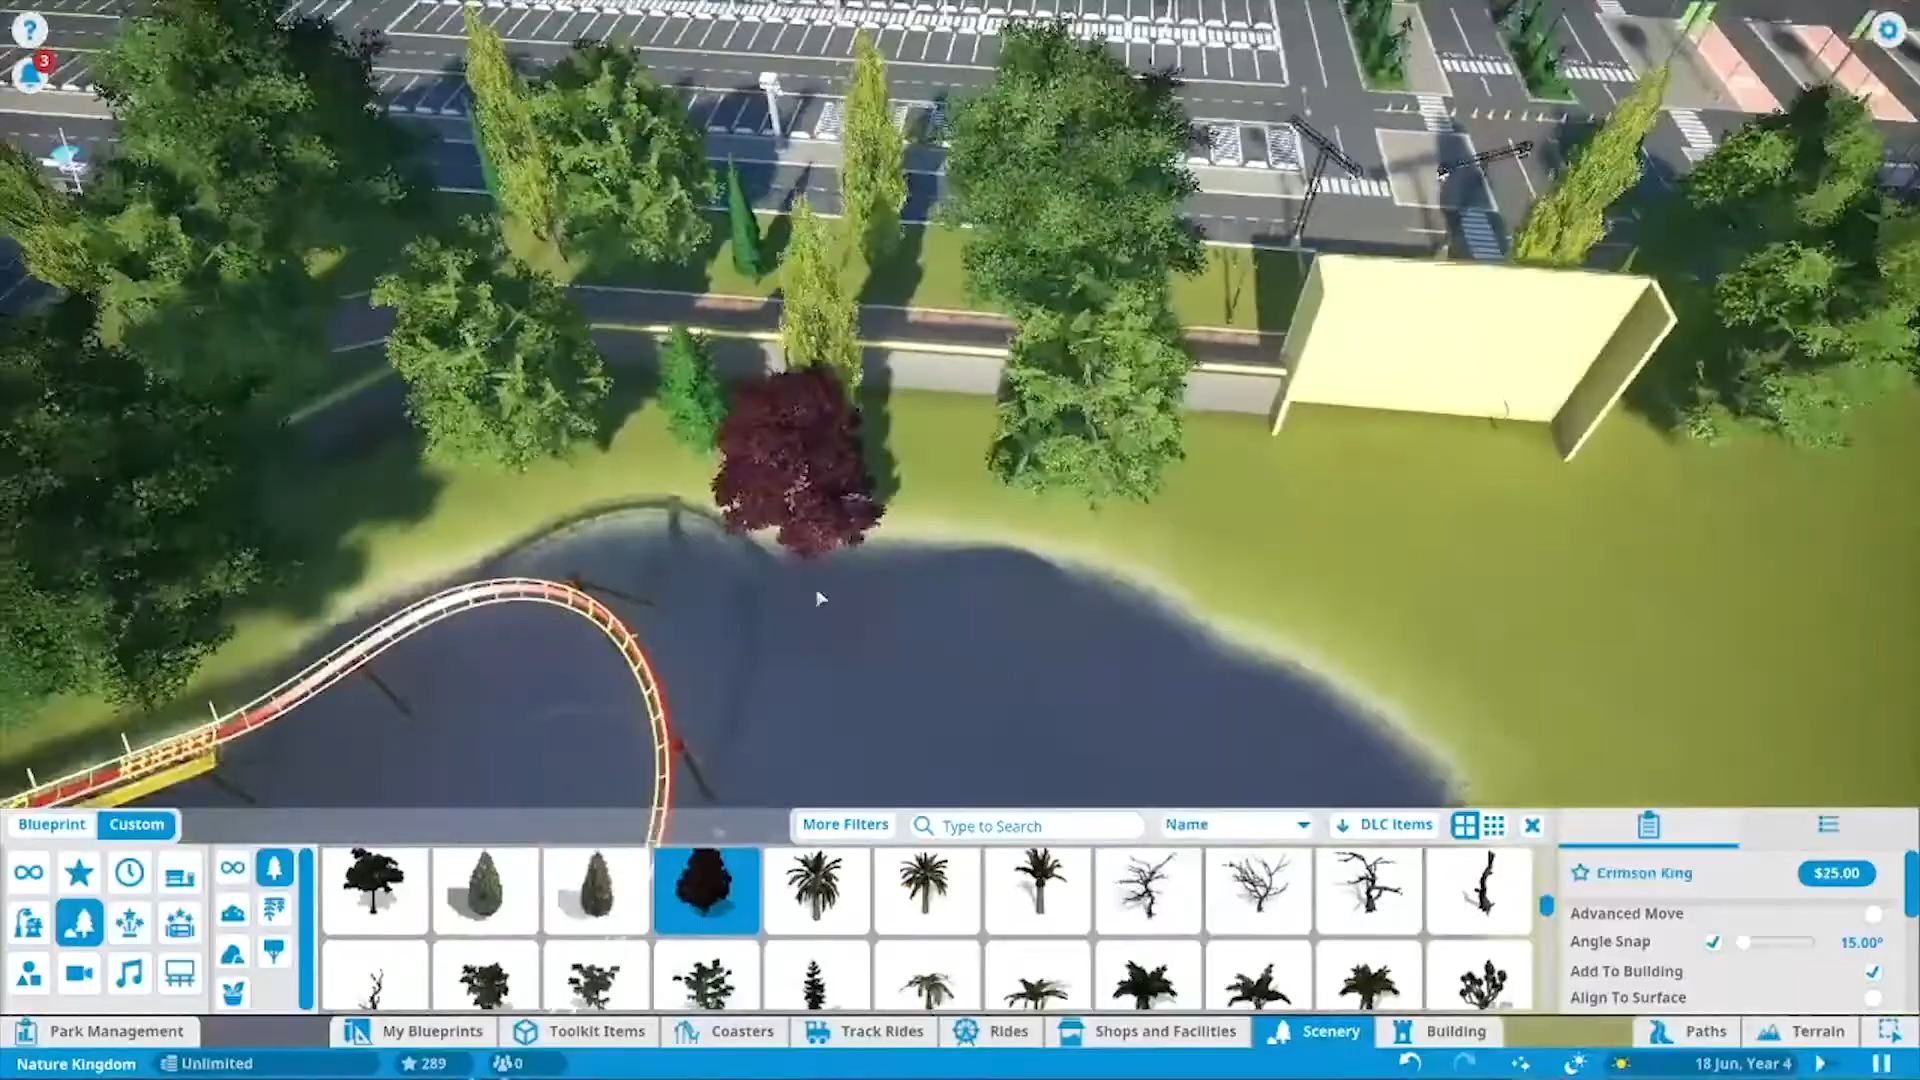 ?
3
Blueprint
Custom
More Filters
Type to Search
Name
DLC Items
Crimson King
$25.00
Advanced Move
Angle Snap
15.00°
Add To Building
Align To Surface
Park Management
My Blueprints
Toolkit Items
Coasters
Track Rides
Rides
Shops and Facilities
Scenery
Building
Paths
Terrain
Nature Kingdom
Unlimited
289
0
18 Jun, Year 4